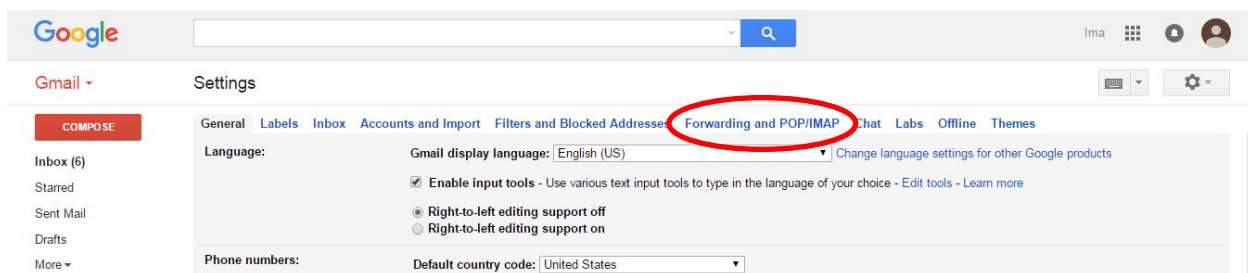 Google
Ima
Gmail
Settings
COMPOSE
General Labels Inbox Accounts and Import Filters and Blocked Addresses Forwarding and POP/IMAP Chat Labs Offline Themes
Inbox (6)
Starred
Sent Mail
Drafts
More
Language:
Gmail display language: English (US) Change language settings for other Google products
Enable input tools - Use various text input tools to type in the language of your choice - Edit tools - Learn more
Right-to-left editing support off
Right-to-left editing support on
Phone numbers:
Default country code: United States